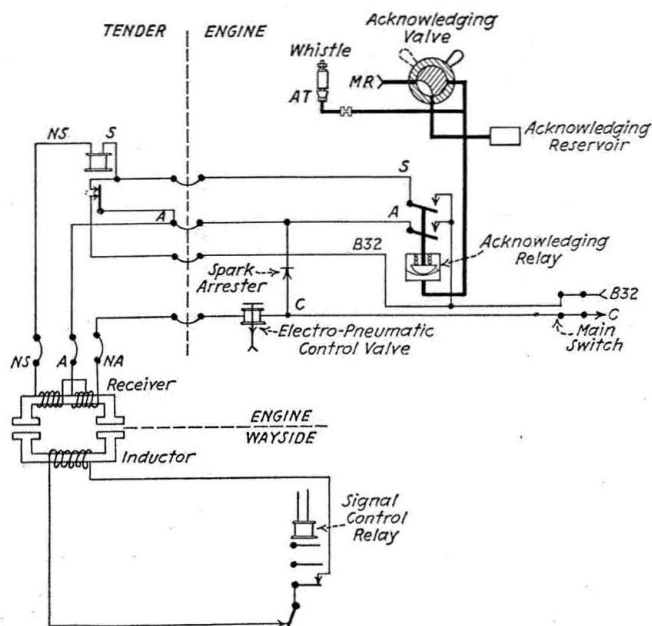 TENDER
ENGINE
Acknowledging
Valve
Whistle
MR
AT
Acknowledging
Reservoir
NS
S
S
A
A
B32
Acknowledging
Relay
Spark
Arrester
C
B32
C
Electro-Pneumatic
Control Valve
Main
Switch
NS
A
NA
Receiver
ENGINE
WAYSIDE
Inductor
Signal
Control
Relay